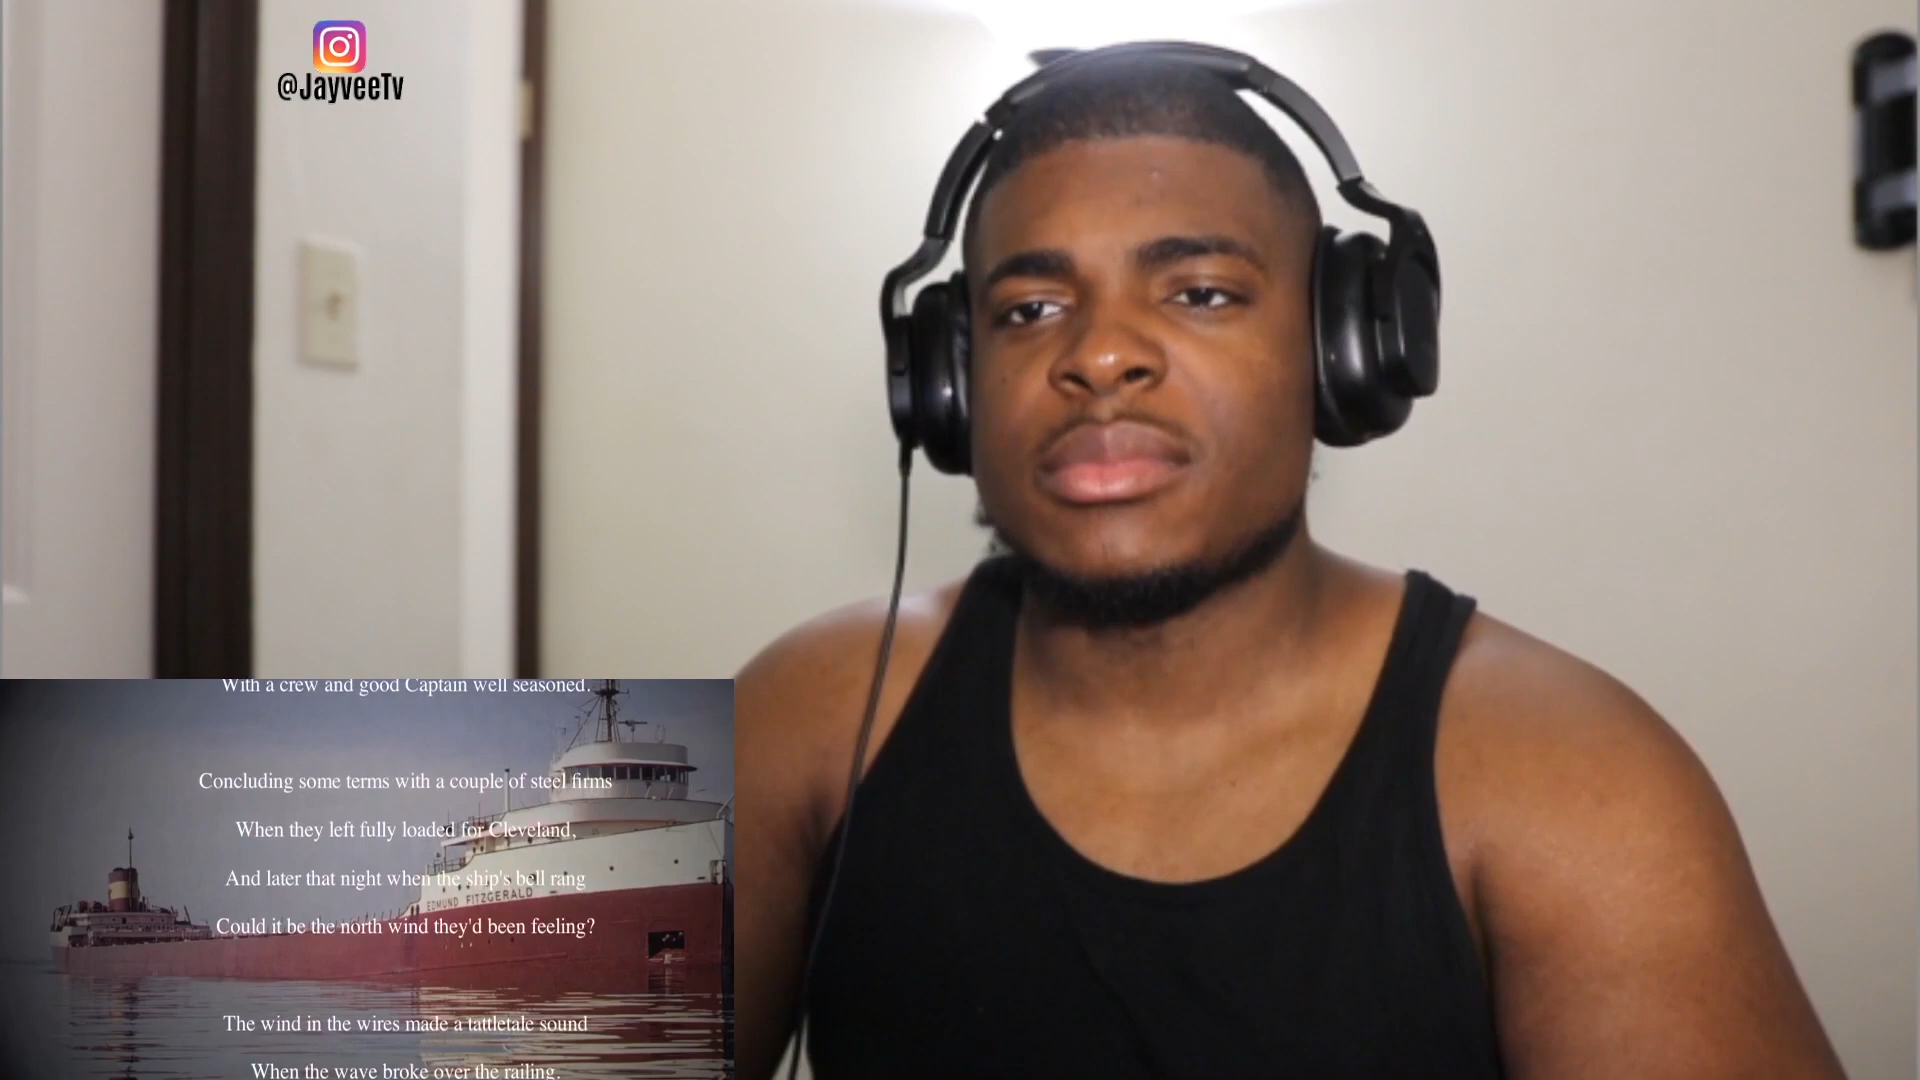 @JayveeTv
With a crew and good Captain well seasoned.
Concluding some terms with a couple of steel firms
When they left fully loaded for Cleveland,
And later that night when the ship's bell rang
Could it be the north wind they'd been feeling?
EDMUND FITZGERALD
The wind in the wires made a tattletale sound
When the wave broke over the railing.